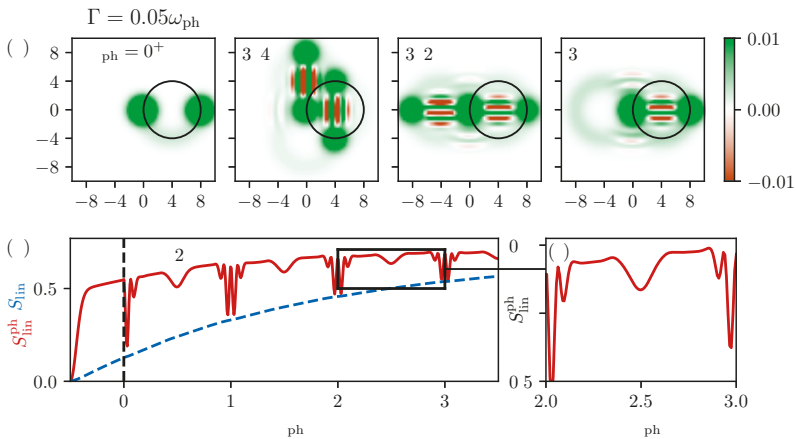 Γ = 0.05ω_ph
( )
ph = 0⁺
3 4
3 2
3
8
4
0
−4
−8
−8 −4 0 4 8
−8 −4 0 4 8
−8 −4 0 4 8
−8 −4 0 4 8
0.01
0.00
−0.01
( )
2
S_lin^ph S_lin
0.5
0.0
0 1 2 3
ph
( )
S_lin^ph
0
0 5
2.0 2.5 3.0
ph